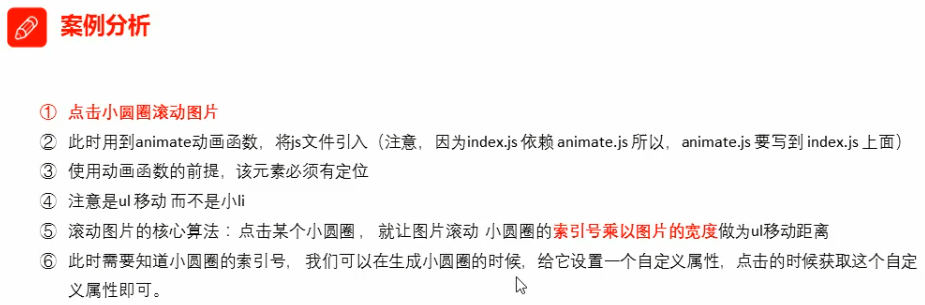 案例分析
① 点击小圆圈滚动图片
② 此时用到animate动画函数，将js文件引入（注意，因为index.js 依赖 animate.js 所以，animate.js 要写到 index.js 上面）
③ 使用动画函数的前提，该元素必须有定位
④ 注意是ul 移动 而不是小li
⑤ 滚动图片的核心算法：点击某个小圆圈， 就让图片滚动 小圆圈的索引号乘以图片的宽度做为ul移动距离
⑥ 此时需要知道小圆圈的索引号， 我们可以在生成小圆圈的时候，给它设置一个自定义属性，点击的时候获取这个自
定义属性即可。